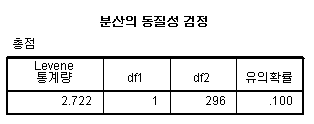 분산의 동질성 검정
총점
Levene 통계량 df1 df2 유의확률
2.722 1 296 .100